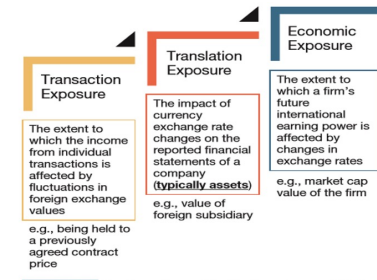 Transaction
Exposure
The extent to
which the income
from individual
transactions is
affected by
fluctuations in
foreign exchange
values
e.g., being held to
a previously
agreed contract
price
Translation
Exposure
The impact of
currency
exchange rate
changes on the
reported financial
statements of a
company
(typically assets)
e.g., value of
foreign subsidiary
Economic
Exposure
The extent to
which a firm's
future
international
earning power is
affected by
changes in
exchange rates
e.g., market cap
value of the firm